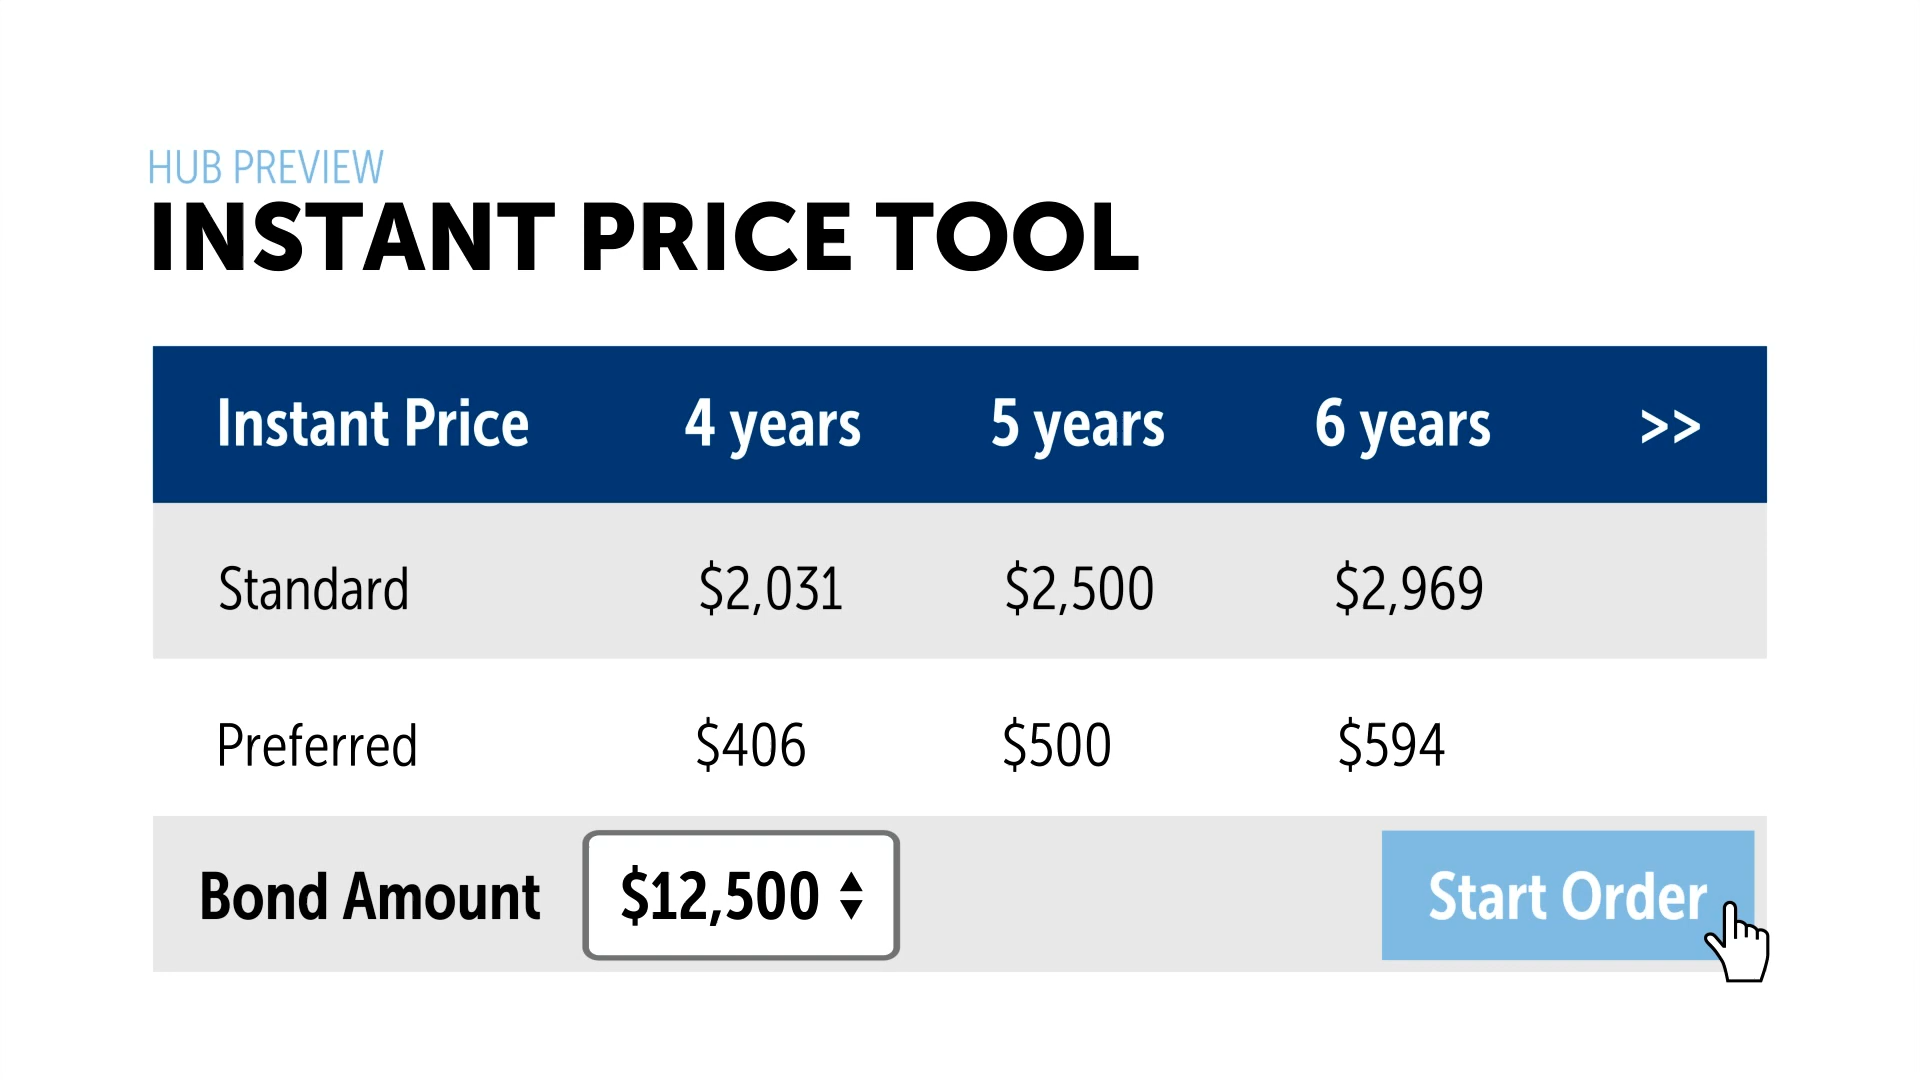 HUB PREVIEW
INSTANT PRICE TOOL
Instant Price 4 years 5 years 6 years >>
Standard $2,031 $2,500 $2,969
Preferred $406 $500 $594
Bond Amount $12,500 Start Order